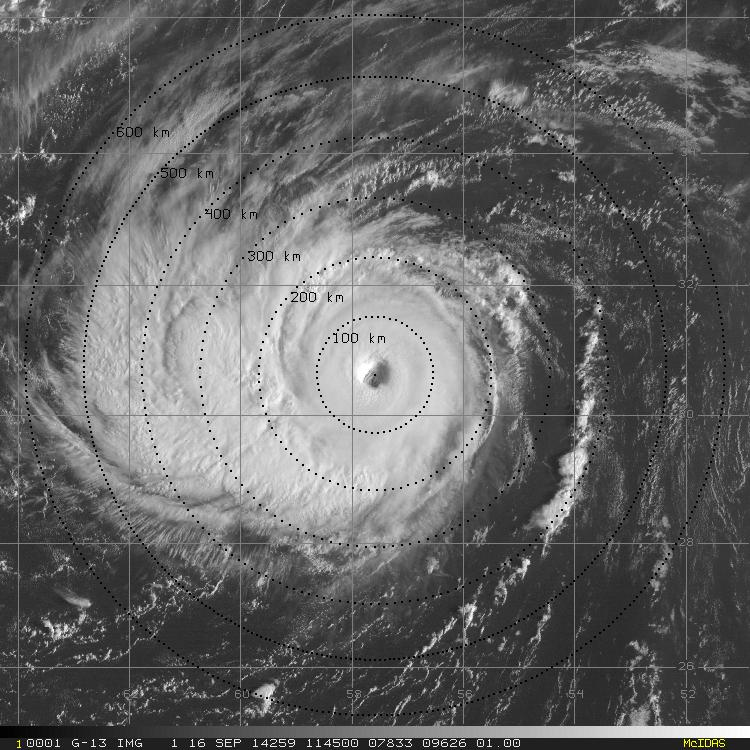 600 km
500 km
400 km
300 km
200 km
100 km
32
30
28
26
60 58 56 54 52
1 0001 G-13 IMG 1 16 SEP 14259 114500 07833 09626 01.00 McIDAS